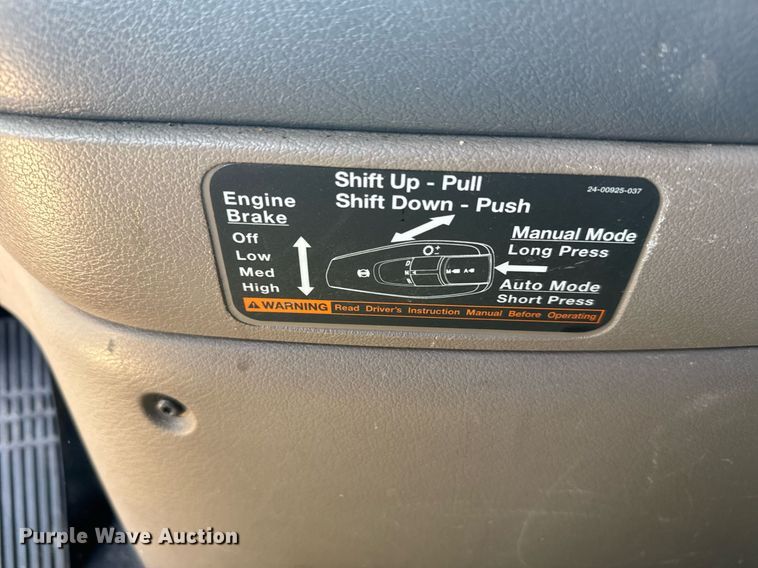 Shift Up - Pull
Shift Down - Push
24-00925-037
Engine
Brake
Off
Low
Med
High
Manual Mode
Long Press
Auto Mode
Short Press
D
N
R
M
A
WARNING Read Driver's Instruction Manual Before Operating
Purple Wave Auction